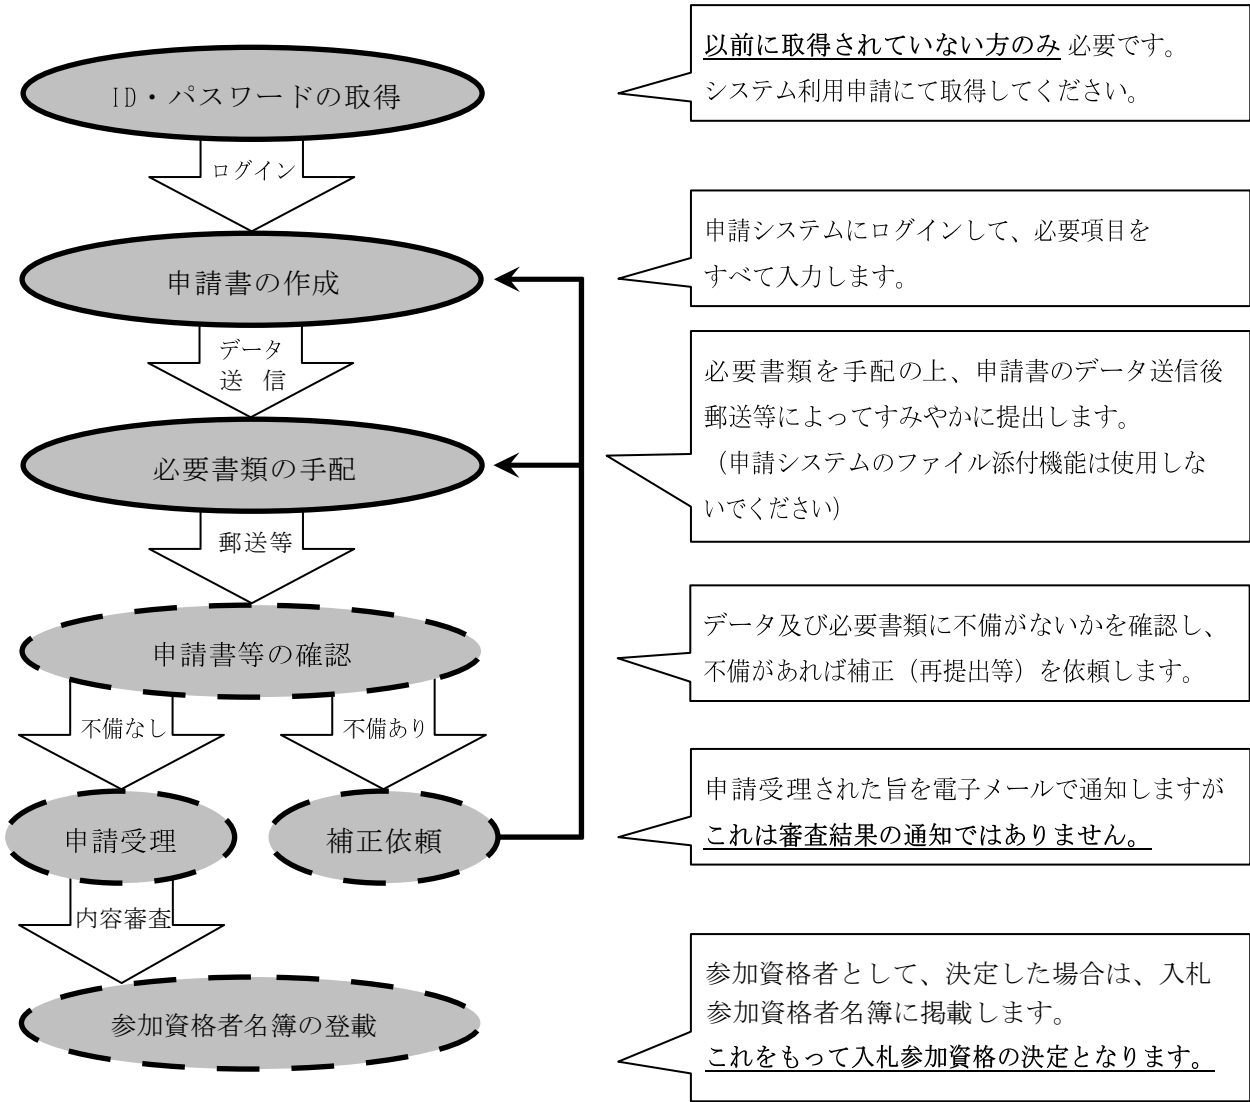 以前に取得されていない方のみ必要です。
システム利用申請にて取得してください。
ID・パスワードの取得
ログイン
申請システムにログインして、必要項目を
すべて入力します。
申請書の作成
データ
送 信
必要書類を手配の上、申請書のデータ送信後
郵送等によってすみやかに提出します。
（申請システムのファイル添付機能は使用しな
いでください）
必要書類の手配
郵送等
データ及び必要書類に不備がないかを確認し、
不備があれば補正（再提出等）を依頼します。
申請書等の確認
不備なし
不備あり
申請受理された旨を電子メールで通知しますが
これは審査結果の通知ではありません。
申請受理
補正依頼
内容審査
参加資格者として、決定した場合は、入札
参加資格者名簿に掲載します。
これをもって入札参加資格の決定となります。
参加資格者名簿の登載